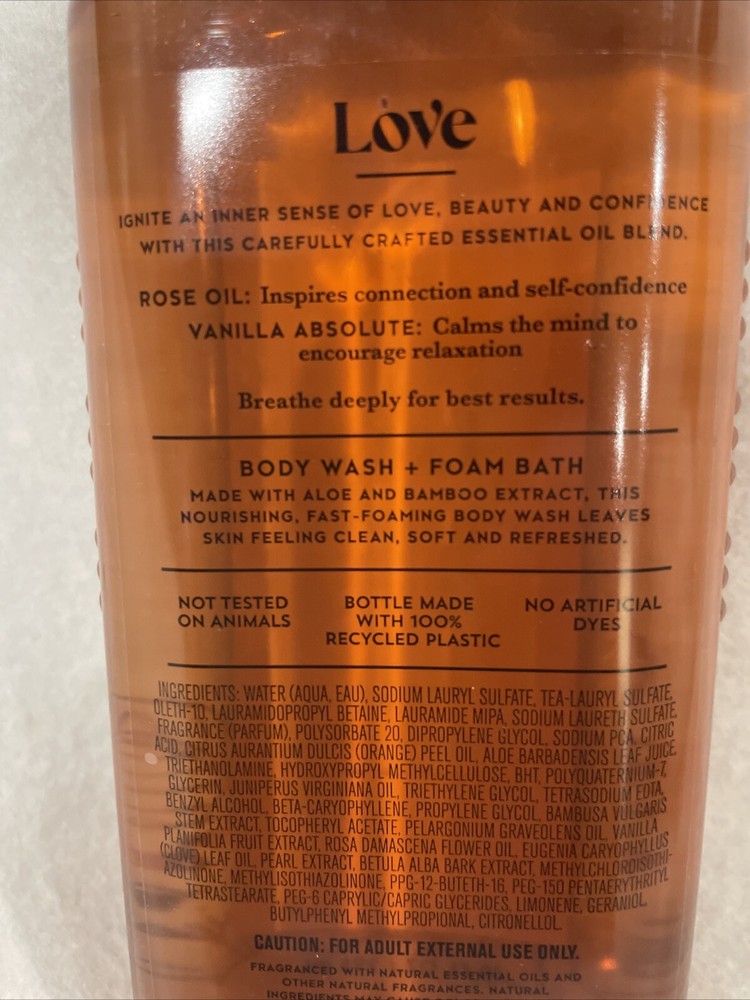 Love
IGNITE AN INNER SENSE OF LOVE, BEAUTY AND CONFIDENCE
WITH THIS CAREFULLY CRAFTED ESSENTIAL OIL BLEND.
ROSE OIL: Inspires connection and self-confidence
VANILLA ABSOLUTE: Calms the mind to
encourage relaxation
Breathe deeply for best results.
BODY WASH + FOAM BATH
MADE WITH ALOE AND BAMBOO EXTRACT, THIS
NOURISHING, FAST-FOAMING BODY WASH LEAVES
SKIN FEELING CLEAN, SOFT AND REFRESHED.
NOT TESTED
ON ANIMALS
BOTTLE MADE
WITH 100%
RECYCLED PLASTIC
NO ARTIFICIAL
DYES
INGREDIENTS: WATER (AQUA, EAU), SODIUM LAURYL SULFATE, TEA-LAURYL SULFATE,
OLETH-10, LAURAMIDOPROPYL BETAINE, LAURAMIDE MIPA, SODIUM LAURETH SULFATE,
FRAGRANCE (PARFUM), POLYSORBATE 20, DIPROPYLENE GLYCOL, SODIUM PCA, CITRIC
ACID, CITRUS AURANTIUM DULCIS (ORANGE) PEEL OIL, ALOE BARBADENSIS LEAF JUICE,
TRIETHANOLAMINE, HYDROXYPROPYL METHYLCELLULOSE, BHT, POLYQUATERNIUM-7,
GLYCERIN, JUNIPERUS VIRGINIANA OIL, TRIETHYLENE GLYCOL, TETRASODIUM EDTA,
BENZYL ALCOHOL, BETA-CARYOPHYLLENE, PROPYLENE GLYCOL, BAMBUSA VULGARIS
STEM EXTRACT, TOCOPHERYL ACETATE, PELARGONIUM GRAVEOLENS OIL, VANILLA
PLANIFOLIA FRUIT EXTRACT, ROSA DAMASCENA FLOWER OIL, EUGENIA CARYOPHYLLUS
(CLOVE) LEAF OIL, PEARL EXTRACT, BETULA ALBA BARK EXTRACT, METHYLCHLOROISOTHI-
AZOLINONE, METHYLISOTHIAZOLINONE, PPG-12-BUTETH-16, PEG-150 PENTAERYTHRITYL
TETRASTEARATE, PEG-6 CAPRYLIC/CAPRIC GLYCERIDES, LIMONENE, GERANIOL,
BUTYLPHENYL METHYLPROPIONAL, CITRONELLOL.
CAUTION: FOR ADULT EXTERNAL USE ONLY.
FRAGRANCED WITH NATURAL ESSENTIAL OILS AND
OTHER NATURAL FRAGRANCES. NATURAL
INGREDIENTS MAY CAUSE